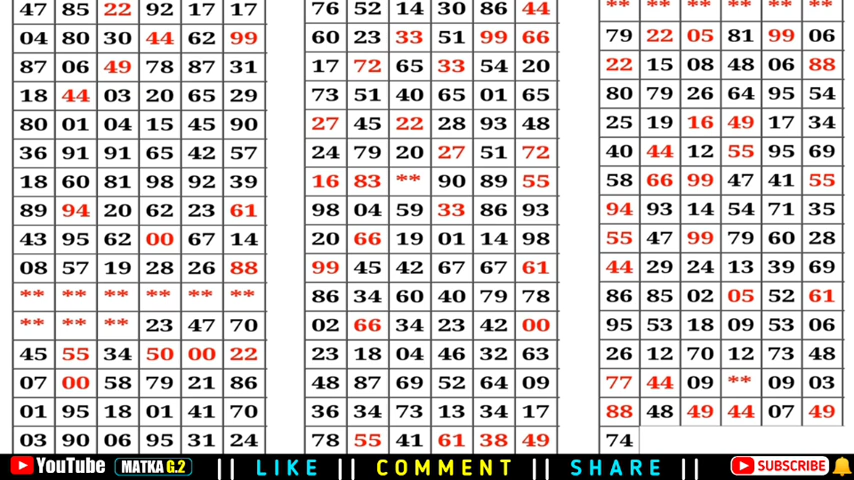 47 85 22 92 17 17
04 80 30 44 62 99
87 06 49 78 87 31
18 44 03 20 65 29
80 01 04 15 45 90
36 91 91 65 42 57
18 60 81 98 92 39
89 94 20 62 23 61
43 95 62 00 67 14
08 57 19 28 26 88
** ** ** ** ** **
** ** ** 23 47 70
45 55 34 50 00 22
07 00 58 79 21 86
01 95 18 01 41 70
03 90 06 95 31 24
76 52 14 30 86 44
60 23 33 51 99 66
17 72 65 33 54 20
73 51 40 65 01 65
27 45 22 28 93 48
24 79 20 27 51 72
16 83 ** 90 89 55
98 04 59 33 86 93
20 66 19 01 14 98
99 45 42 67 67 61
86 34 60 40 79 78
02 66 34 23 42 00
23 18 04 46 32 63
48 87 69 52 64 09
36 34 73 13 34 17
78 55 41 61 38 49
** ** ** ** ** **
79 22 05 81 99 06
22 15 08 48 06 88
80 79 26 64 95 54
25 19 16 49 17 34
40 44 12 55 95 69
58 66 99 47 41 55
94 93 14 54 71 35
55 47 99 79 60 28
44 29 24 13 39 69
86 85 02 05 52 61
95 53 18 09 53 06
26 12 70 12 73 48
77 44 09 ** 09 03
88 48 49 44 07 49
74
YouTube MATKA G.2 || LIKE || COMMENT || SHARE || SUBSCRIBE